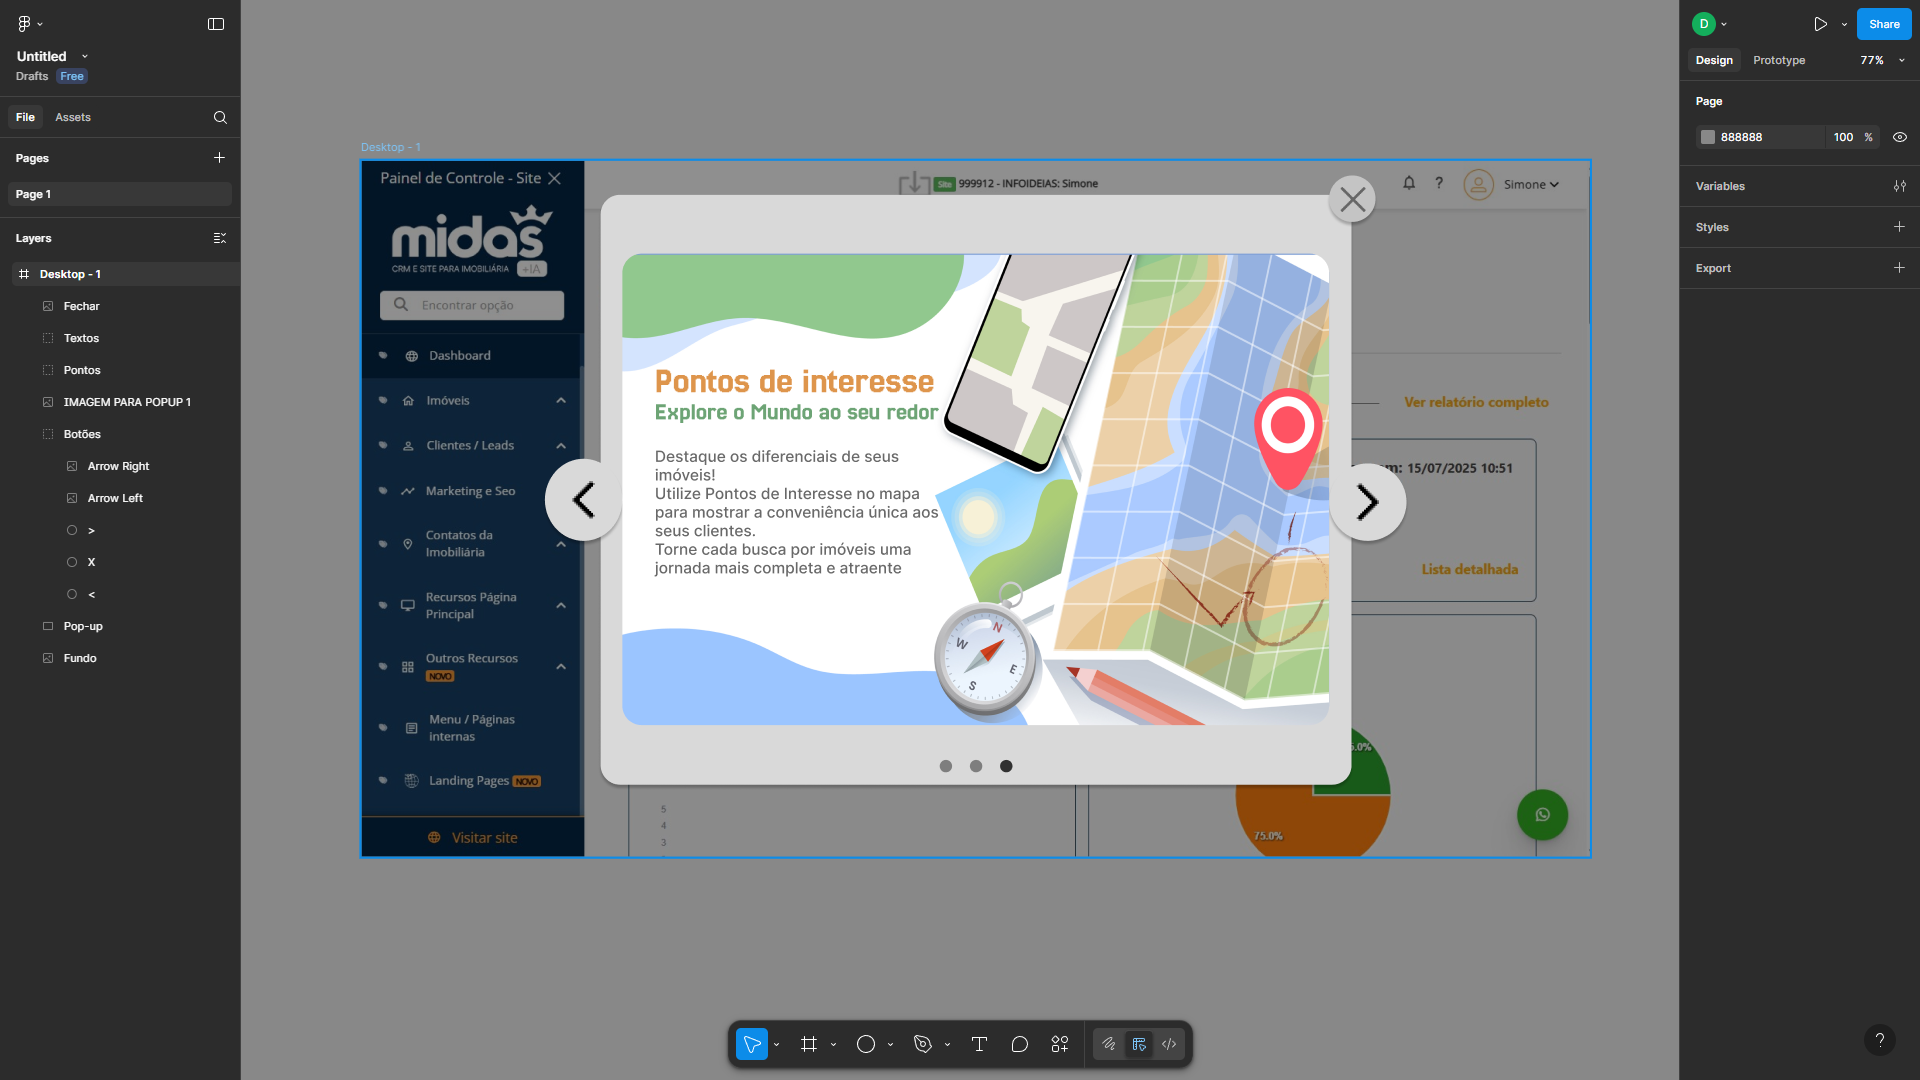 Untitled
Drafts Free
File Assets
Pages
Page 1
Layers
Desktop - 1
Fechar
Textos
Pontos
IMAGEM PARA POPUP 1
Botões
Arrow Right
Arrow Left
>
X
<
Pop-up
Fundo
Desktop - 1
Painel de Controle - Site
midas
CRM E SITE PARA IMOBILIÁRIA +IA
Encontrar opção
Dashboard
Imóveis
Clientes / Leads
Marketing e Seo
Contatos da
Imobiliária
Recursos Página
Principal
Outros Recursos
NOVO
Menu / Páginas
internas
Landing Pages NOVO
Visitar site
Site 999912 - INFOIDEIAS: Simone
? Simone
Pontos de interesse
Explore o Mundo ao seu redor
Destaque os diferenciais de seus
imóveis!
Utilize Pontos de Interesse no mapa
para mostrar a conveniência única aos
seus clientes.
Torne cada busca por imóveis uma
jornada mais completa e atraente
N
W
E
S
Ver relatório completo
em: 15/07/2025 10:51
Lista detalhada
5
4
3
75.0%
D
Share
Design Prototype 77%
Page
888888 100 %
Variables
Styles
Export
?